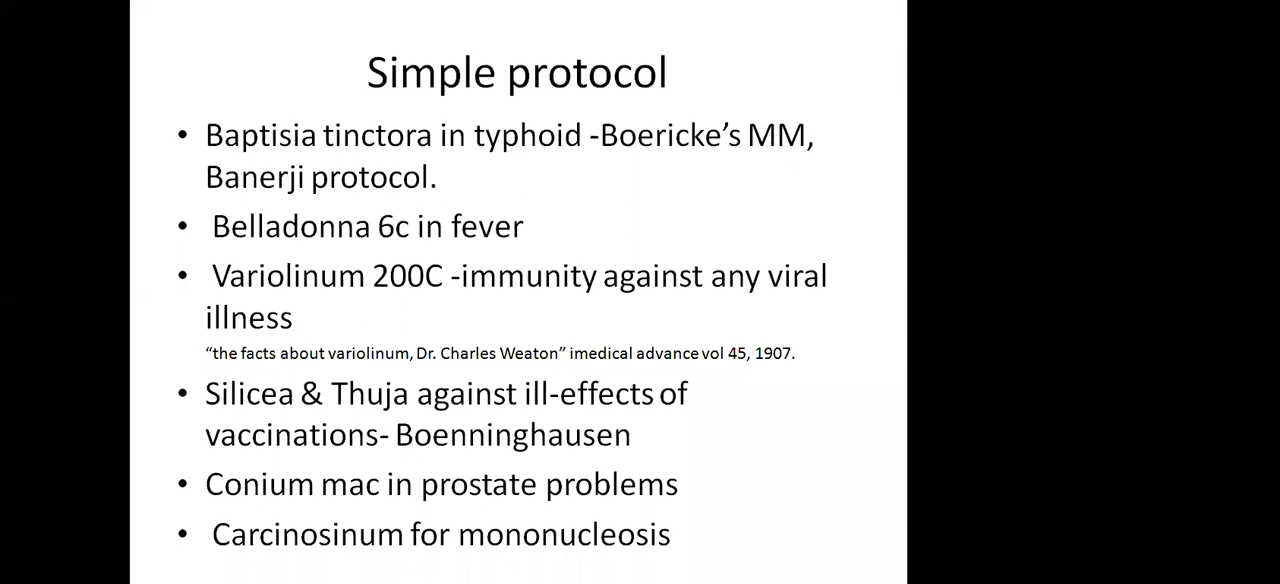 Simple protocol
• Baptisia tinctora in typhoid -Boericke’s MM,
Banerji protocol.
• Belladonna 6c in fever
• Variolinum 200C -immunity against any viral
illness
“the facts about variolinum, Dr. Charles Weaton” imedical advance vol 45, 1907.
• Silicea & Thuja against ill-effects of
vaccinations- Boenninghausen
• Conium mac in prostate problems
• Carcinosinum for mononucleosis